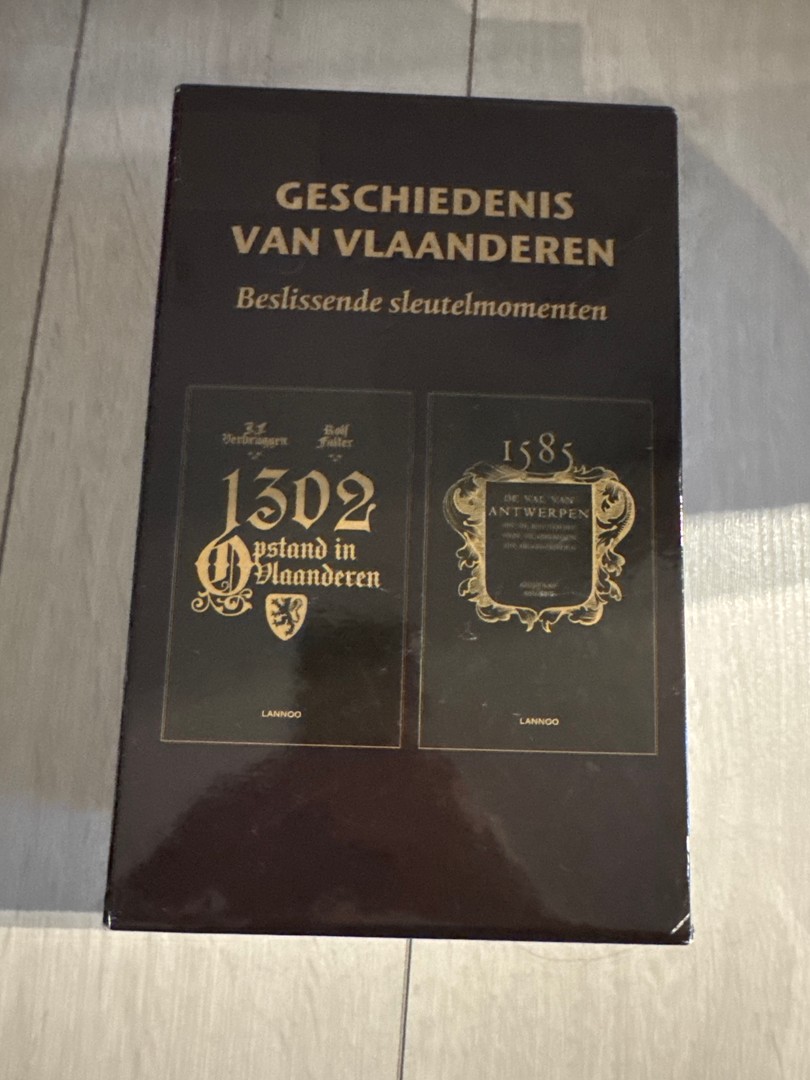 GESCHIEDENIS
VAN VLAANDEREN
Beslissende sleutelmomenten
J.F. Verbruggen
Rolf Falter
1302
Opstand in
Vlaanderen
LANNOO
1585
DE VAL VAN
ANTWERPEN
LANNOO